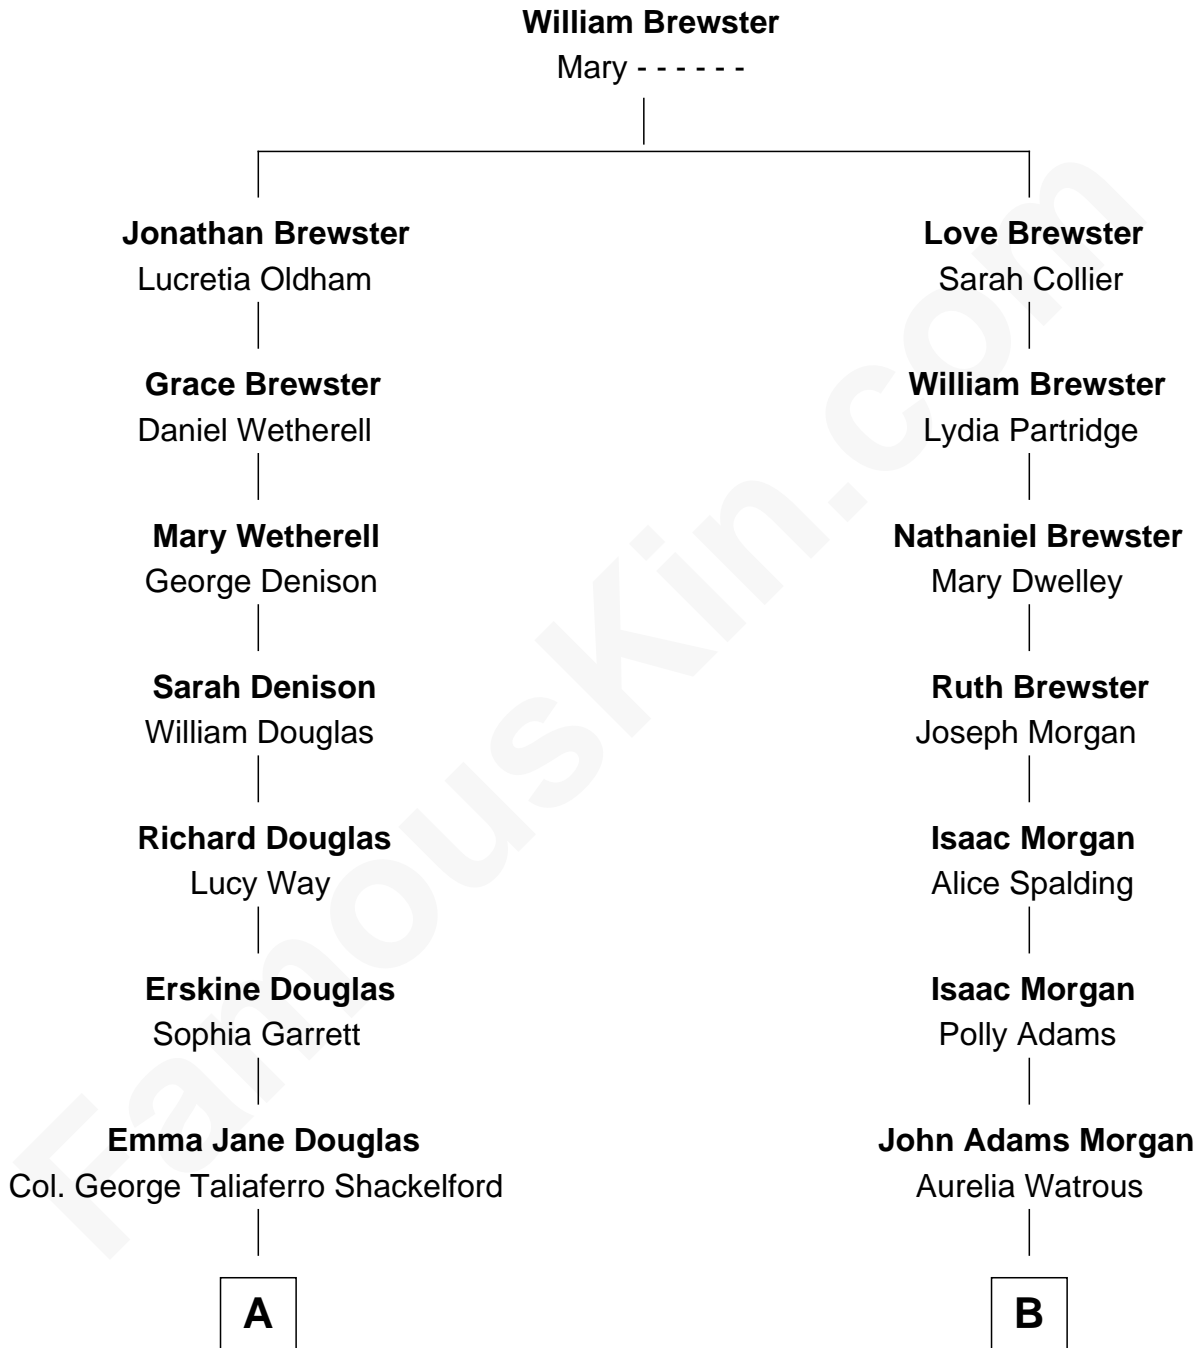 William Brewster
Mary - - - - - -
Jonathan Brewster
Lucretia Oldham
Grace Brewster
Daniel Wetherell
Mary Wetherell
George Denison
Sarah Denison
William Douglas
Richard Douglas
Lucy Way
Erskine Douglas
Sophia Garrett
Emma Jane Douglas
Col. George Taliaferro Shackelford
A
Love Brewster
Sarah Collier
William Brewster
Lydia Partridge
Nathaniel Brewster
Mary Dwelley
Ruth Brewster
Joseph Morgan
Isaac Morgan
Alice Spalding
Isaac Morgan
Polly Adams
John Adams Morgan
Aurelia Watrous
B
FamousKin.com